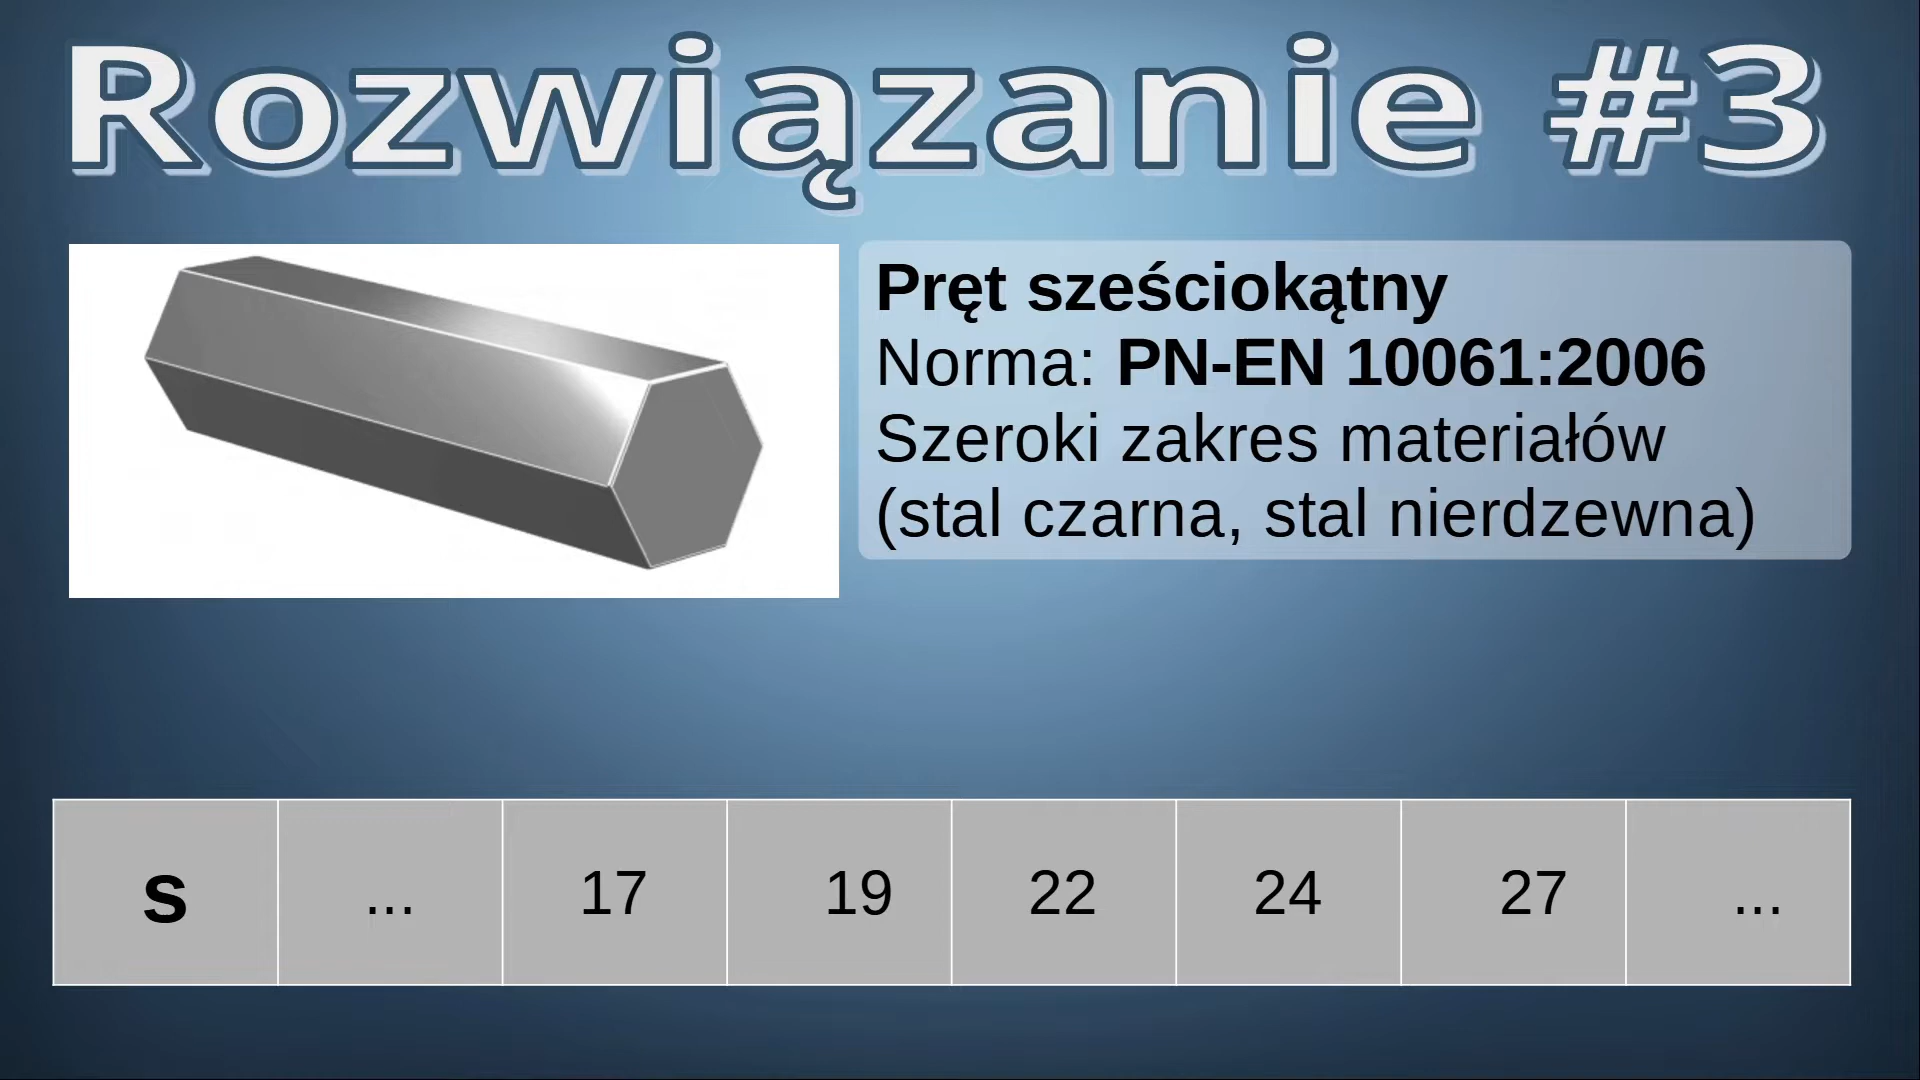 Rozwiązanie #3
Pręt sześciokątny
Norma: PN-EN 10061:2006
Szeroki zakres materiałów
(stal czarna, stal nierdzewna)
s ... 17 19 22 24 27 ...